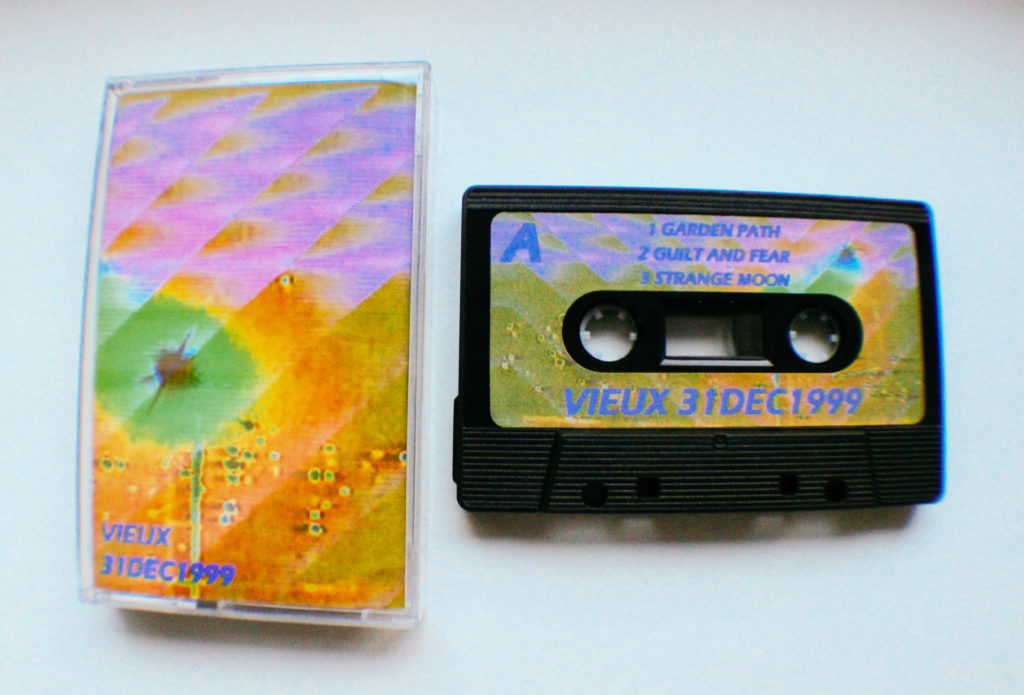 VIEUX
31DEC1999
A
1 GARDEN PATH
2 GUILT AND FEAR
3 STRANGE MOON
VIEUX 31DEC1999